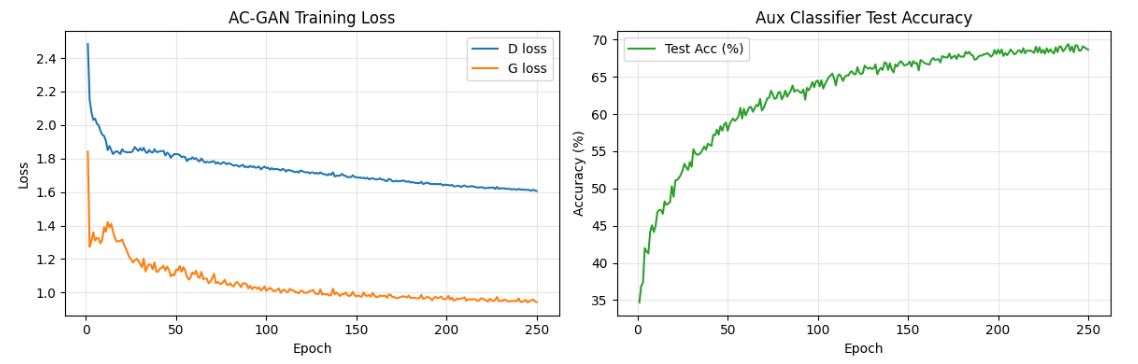 AC-GAN Training Loss
Loss
2.4
2.2
2.0
1.8
1.6
1.4
1.2
1.0
D loss
G loss
0 50 100 150 200 250
Epoch
Aux Classifier Test Accuracy
Accuracy (%)
70
65
60
55
50
45
40
35
Test Acc (%)
0 50 100 150 200 250
Epoch